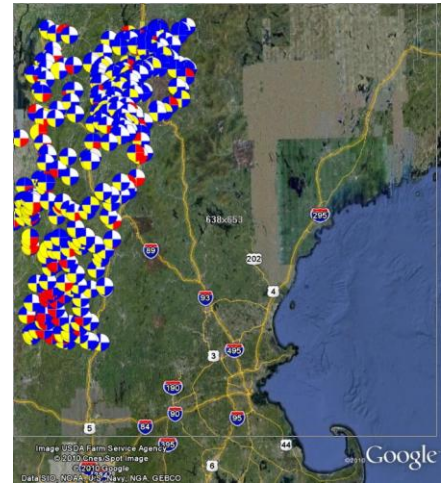 638x653
295
202
89
4
93
3
495
190
90
84
95
5
395
44
6
Image USDA Farm Service Agency
© 2010 Cnes/Spot Image
© 2010 Google
Data SIO, NOAA, U.S. Navy, NGA, GEBCO
©2010 Google